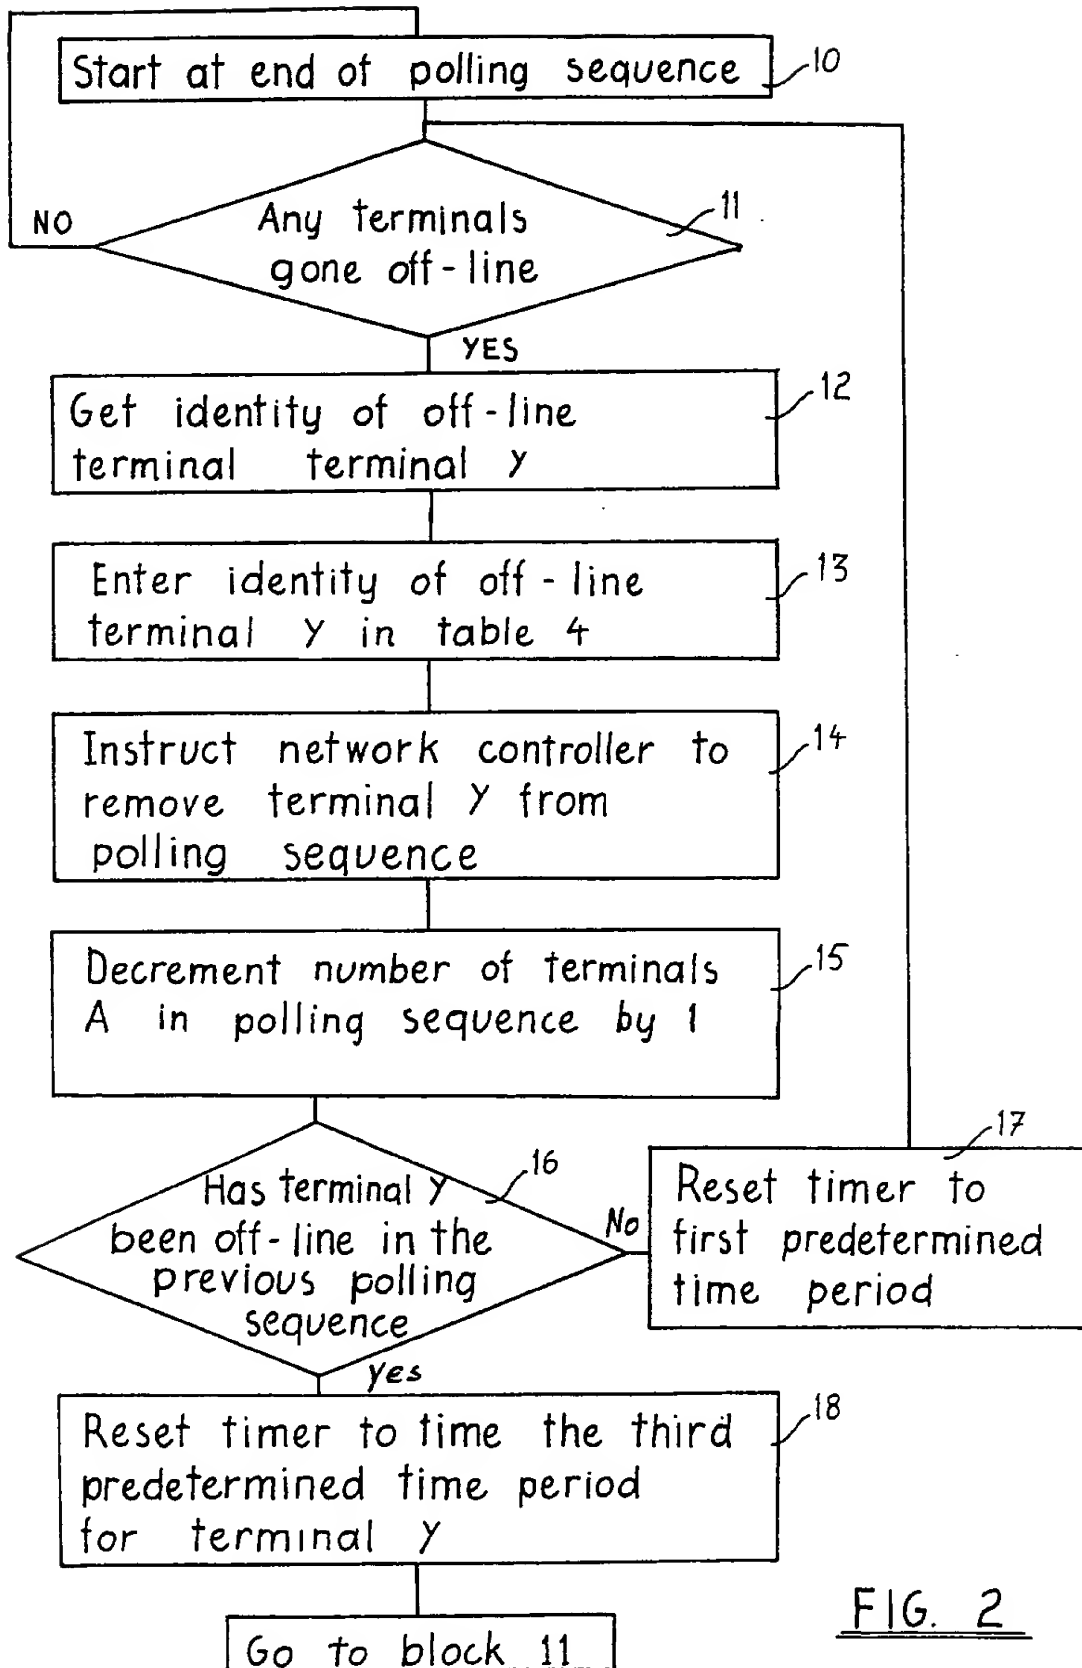 Start at end of polling sequence
10
Any terminals
gone off-line
11
NO
YES
Get identity of off-line
terminal terminal Y
12
Enter identity of off-line
terminal Y in table 4
13
Instruct network controller to
remove terminal Y from
polling sequence
14
Decrement number of terminals
A in polling sequence by 1
15
Has terminal Y
been off-line in the
previous polling
sequence
16
No
Reset timer to
first predetermined
time period
17
yes
Reset timer to time the third
predetermined time period
for terminal Y
18
Go to block 11
FIG. 2